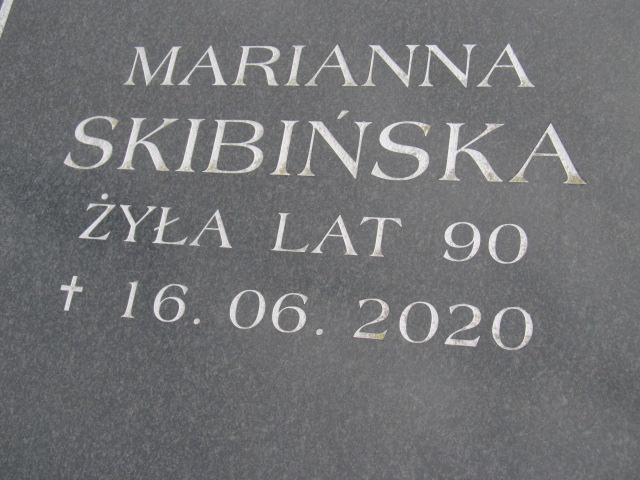 MARIANNA
SKIBIŃSKA
ŻYŁA LAT 90
✝ 16. 06. 2020